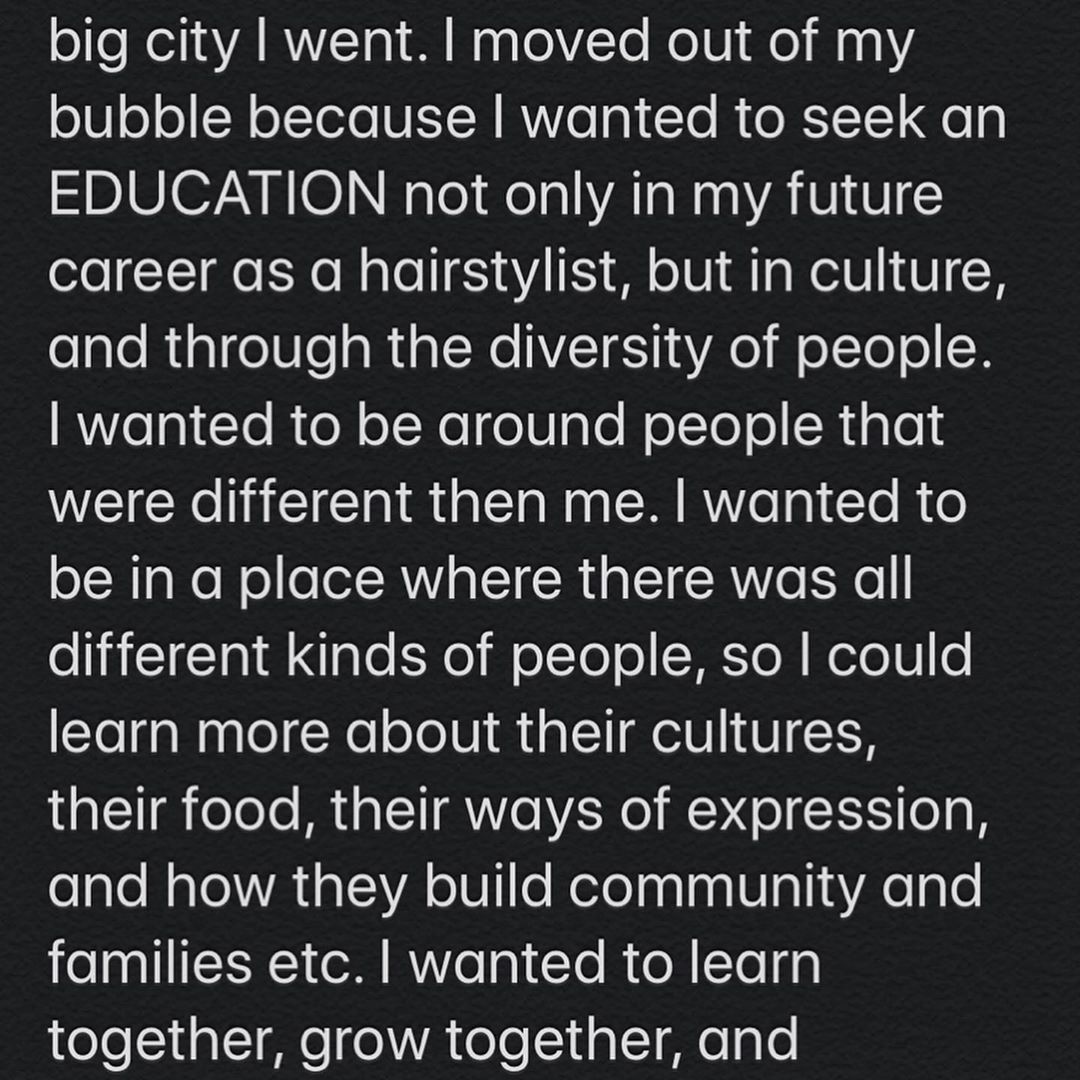 big city I went. I moved out of my
bubble because I wanted to seek an
EDUCATION not only in my future
career as a hairstylist, but in culture,
and through the diversity of people.
I wanted to be around people that
were different then me. I wanted to
be in a place where there was all
different kinds of people, so I could
learn more about their cultures,
their food, their ways of expression,
and how they build community and
families etc. I wanted to learn
together, grow together, and